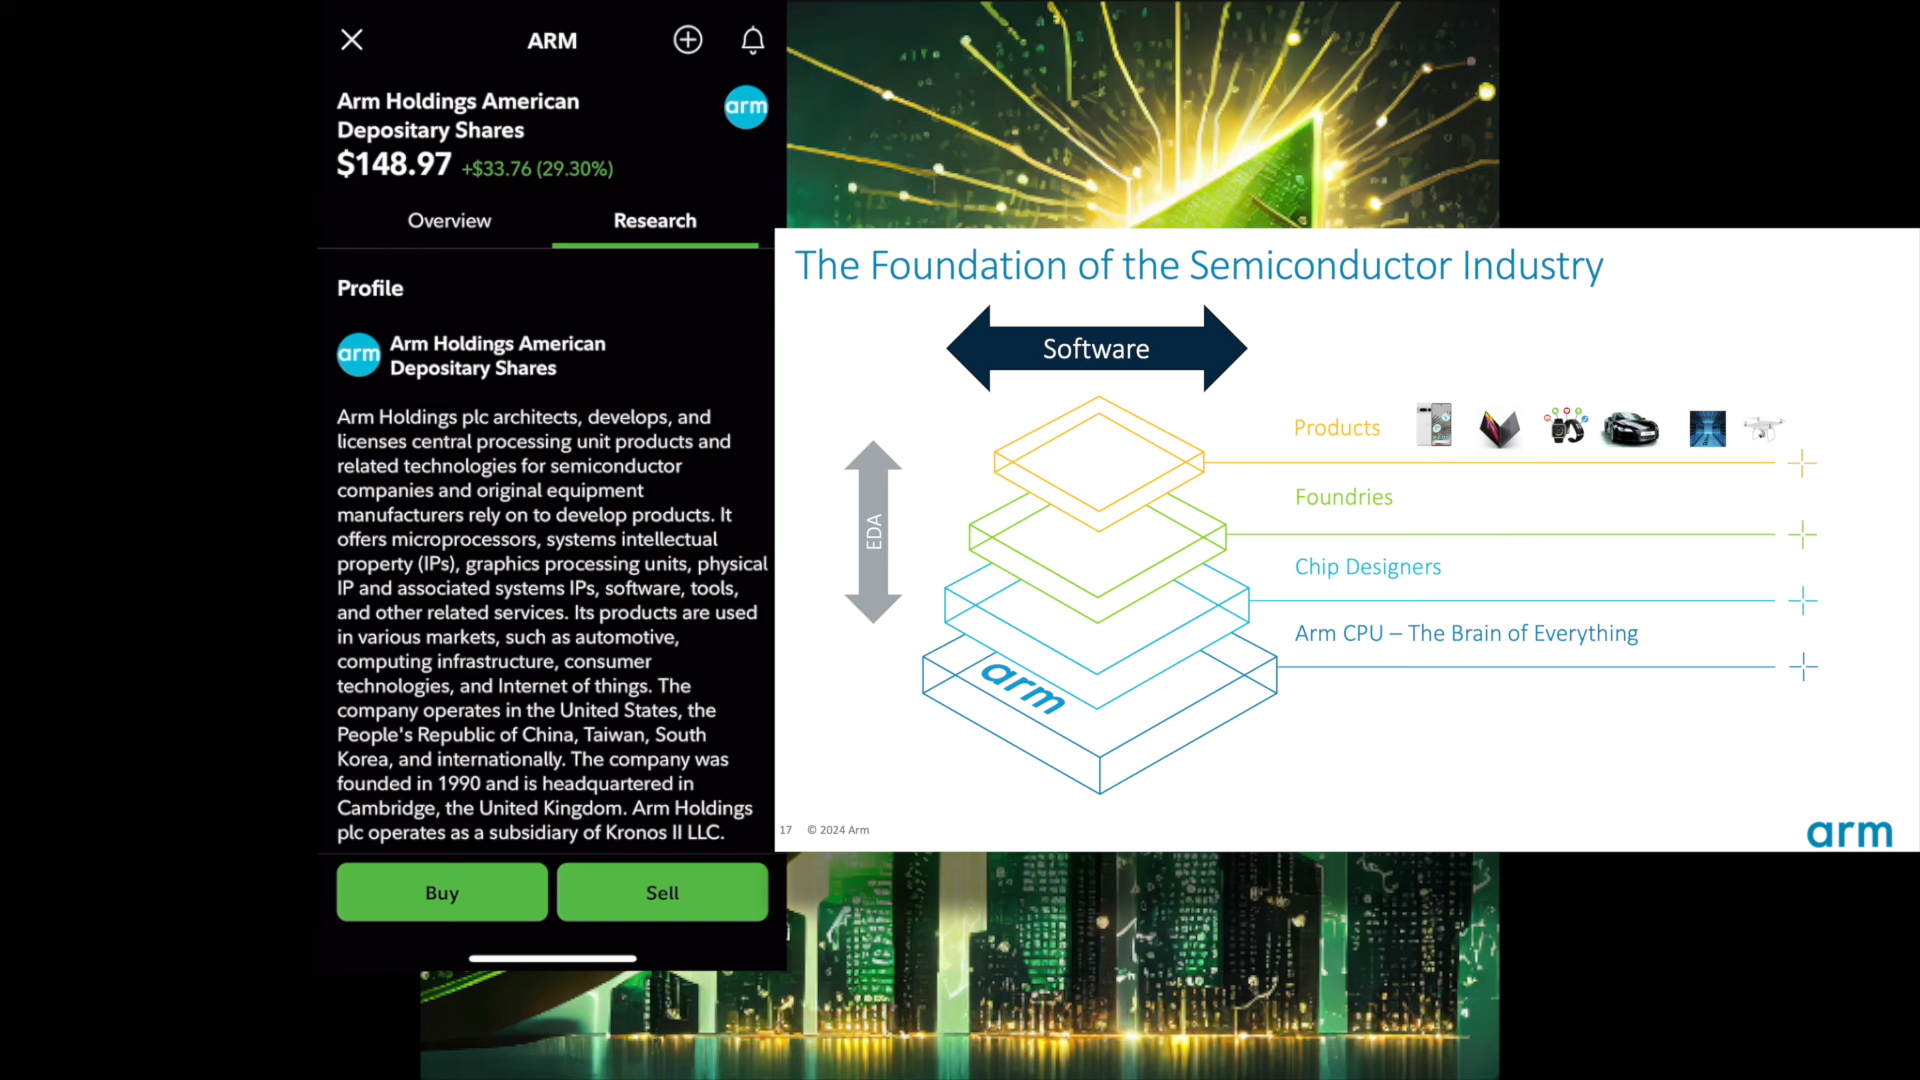 ARM
Arm Holdings American
Depositary Shares
arm
$148.97 +$33.76 (29.30%)
Overview
Research
Profile
arm
Arm Holdings American
Depositary Shares
Arm Holdings plc architects, develops, and
licenses central processing unit products and
related technologies for semiconductor
companies and original equipment
manufacturers rely on to develop products. It
offers microprocessors, systems intellectual
property (IPs), graphics processing units, physical
IP and associated systems IPs, software, tools,
and other related services. Its products are used
in various markets, such as automotive,
computing infrastructure, consumer
technologies, and Internet of things. The
company operates in the United States, the
People's Republic of China, Taiwan, South
Korea, and internationally. The company was
founded in 1990 and is headquartered in
Cambridge, the United Kingdom. Arm Holdings
plc operates as a subsidiary of Kronos II LLC.
Buy
Sell
The Foundation of the Semiconductor Industry
Software
EDA
Products
Foundries
Chip Designers
Arm CPU – The Brain of Everything
arm
17 © 2024 Arm
arm